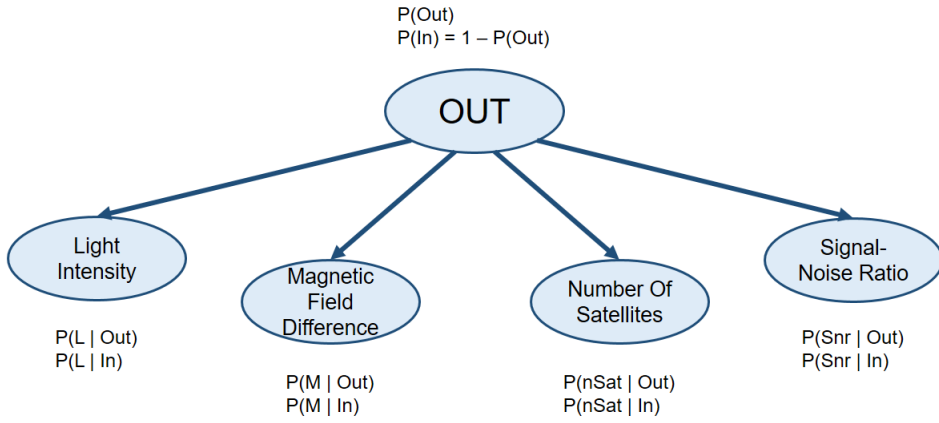 P(Out)
P(In) = 1 – P(Out)
OUT
Light
Intensity
P(L | Out)
P(L | In)
Magnetic
Field
Difference
P(M | Out)
P(M | In)
Number Of
Satellites
P(nSat | Out)
P(nSat | In)
Signal-
Noise Ratio
P(Snr | Out)
P(Snr | In)